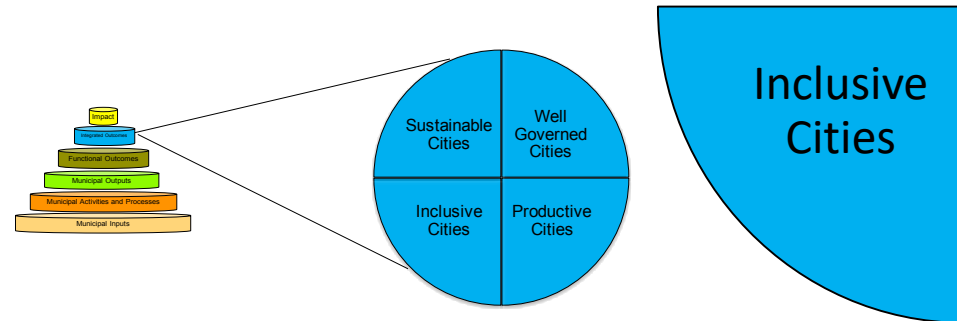 Impact
Integrated Outcomes
Functional Outcomes
Municipal Outputs
Municipal Activities and Processes
Municipal Inputs
Sustainable
Cities
Well
Governed
Cities
Inclusive
Cities
Productive
Cities
Inclusive
Cities